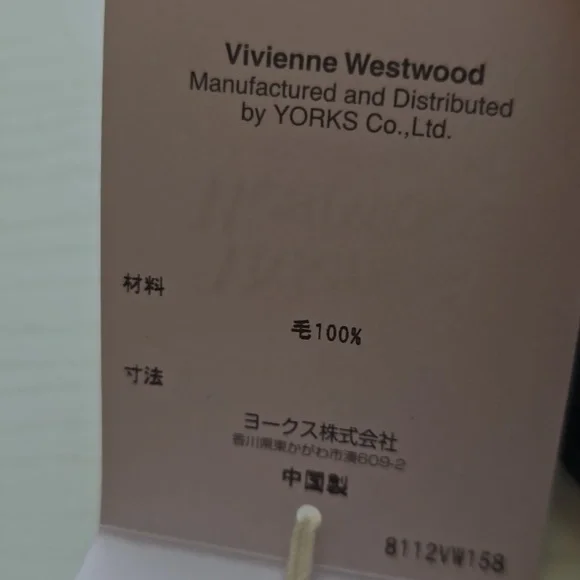 Vivienne Westwood
Manufactured and Distributed
by YORKS Co.,Ltd.
材料
毛100%
寸法
ヨークス株式会社
香川県東かがわ市湊609-2
中国製
8112VW158